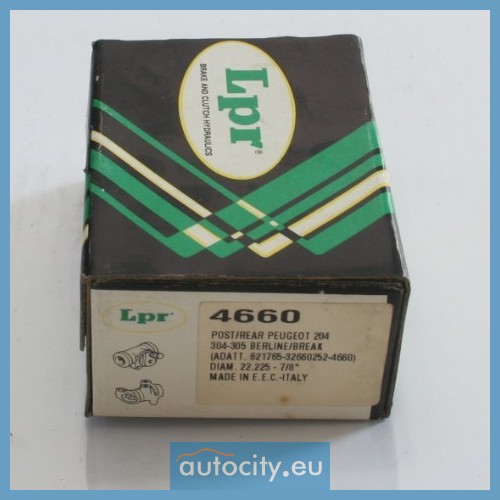 Lpr®
BRAKE AND CLUTCH HYDRAULICS
Lpr
4660
POST/REAR PEUGEOT 204
304-305 BERLINE/BREAK
(ADATT. 621765-32660252-4660)
DIAM. 22.225 - 7/8"
MADE IN E.E.C.-ITALY
autocity.eu